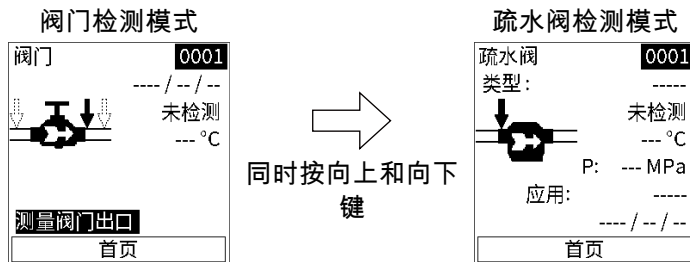 阀门检测模式
阀门 0001
---- / -- / --
未检测
--- °C
测量阀门出口
首页
同时按向上和向下
键
疏水阀检测模式
疏水阀 0001
类型： -----
未检测
--- °C
P: --- MPa
应用: -----
---- / -- / --
首页